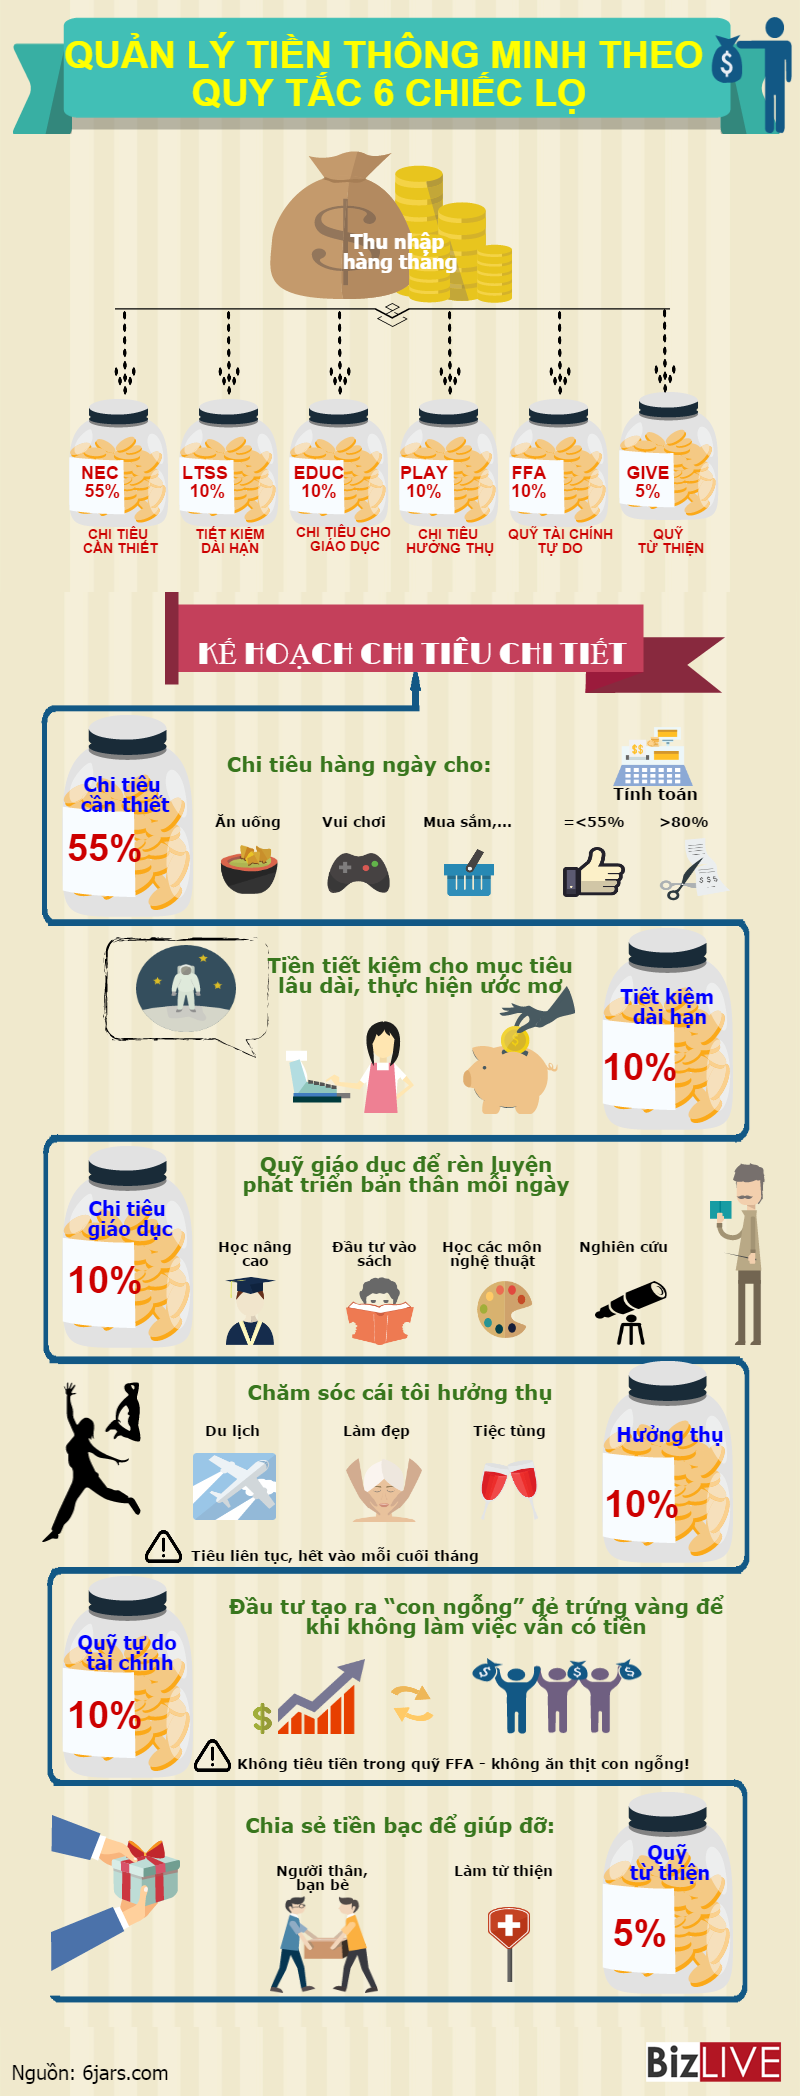 QUẢN LÝ TIỀN THÔNG MINH THEO
QUY TẮC 6 CHIẾC LỌ
$
Thu nhập
hàng tháng
NEC
55%
LTSS
10%
EDUC
10%
PLAY
10%
FFA
10%
GIVE
5%
CHI TIÊU
CẦN THIẾT
TIẾT KIỆM
DÀI HẠN
CHI TIÊU CHO
GIÁO DỤC
CHI TIÊU
HƯỞNG THỤ
QUỸ TÀI CHÍNH
TỰ DO
QUỸ
TỪ THIỆN
KẾ HOẠCH CHI TIÊU CHI TIẾT
Chi tiêu
cần thiết
55%
Chi tiêu hàng ngày cho:
Ăn uống
Vui chơi
Mua sắm,...
$$
Tính toán
=<55%
>80%
$ $ $
Tiền tiết kiệm cho mục tiêu
lâu dài, thực hiện ước mơ
Tiết kiệm
dài hạn
10%
Chi tiêu
giáo dục
10%
Quỹ giáo dục để rèn luyện
phát triển bản thân mỗi ngày
Học nâng
cao
Đầu tư vào
sách
Học các môn
nghệ thuật
Nghiên cứu
Chăm sóc cái tôi hưởng thụ
Du lịch
Làm đẹp
Tiệc tùng
Hưởng thụ
10%
Tiêu liên tục, hết vào mỗi cuối tháng
Quỹ tự do
tài chính
10%
Đầu tư tạo ra “con ngỗng” đẻ trứng vàng để
khi không làm việc vẫn có tiền
$
Không tiêu tiền trong quỹ FFA - không ăn thịt con ngỗng!
Chia sẻ tiền bạc để giúp đỡ:
Người thân,
bạn bè
Làm từ thiện
Quỹ
từ thiện
5%
Nguồn: 6jars.com
BizLIVE